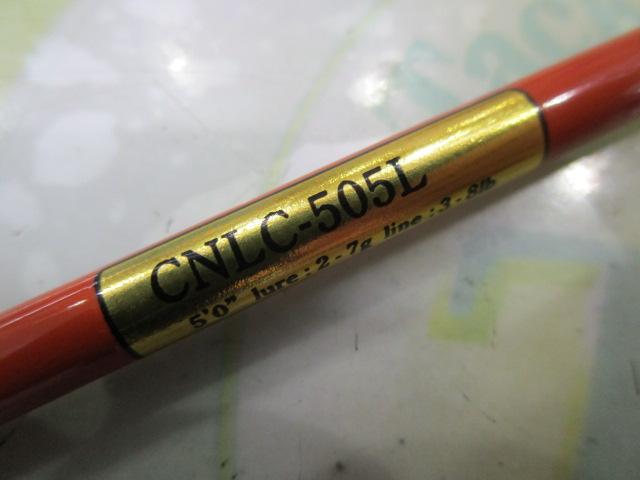 CNLC-505L
5'0" lure : 2 - 7g line : 3 - 8lb